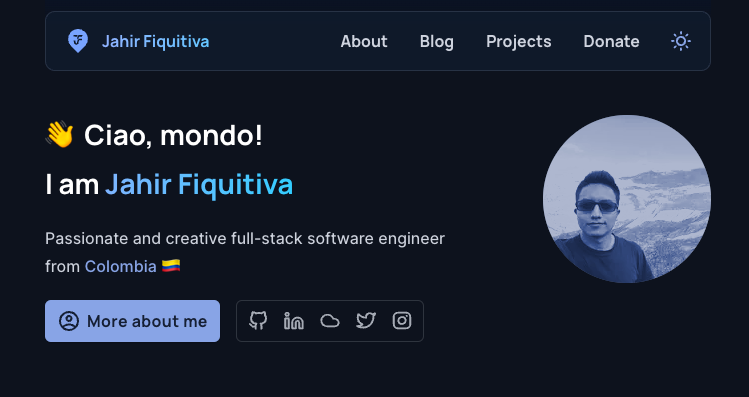 Jahir Fiquitiva
About Blog Projects Donate
👋 Ciao, mondo!
I am Jahir Fiquitiva
Passionate and creative full-stack software engineer
from Colombia 🇨🇴
More about me